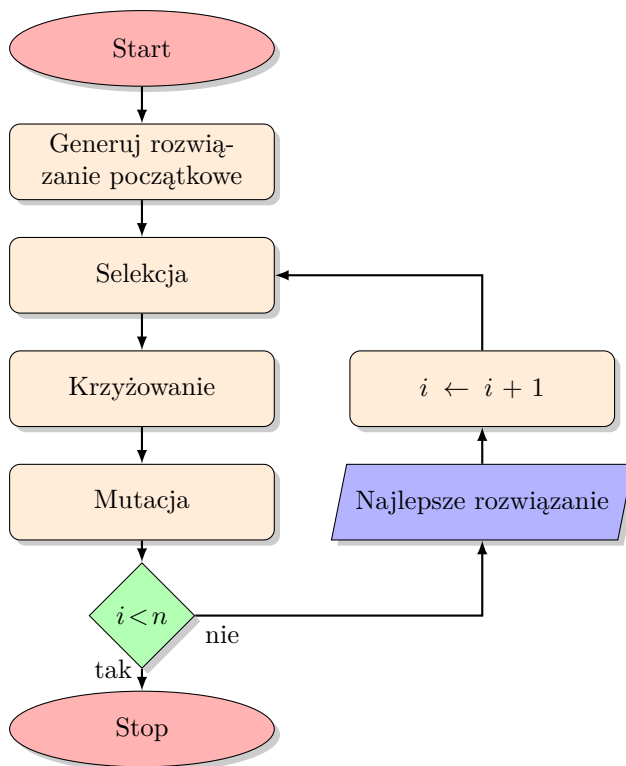 Start
Generuj rozwią-
zanie początkowe
Selekcja
Krzyżowanie
i ← i + 1
Mutacja
Najlepsze rozwiązanie
i < n
nie
tak
Stop